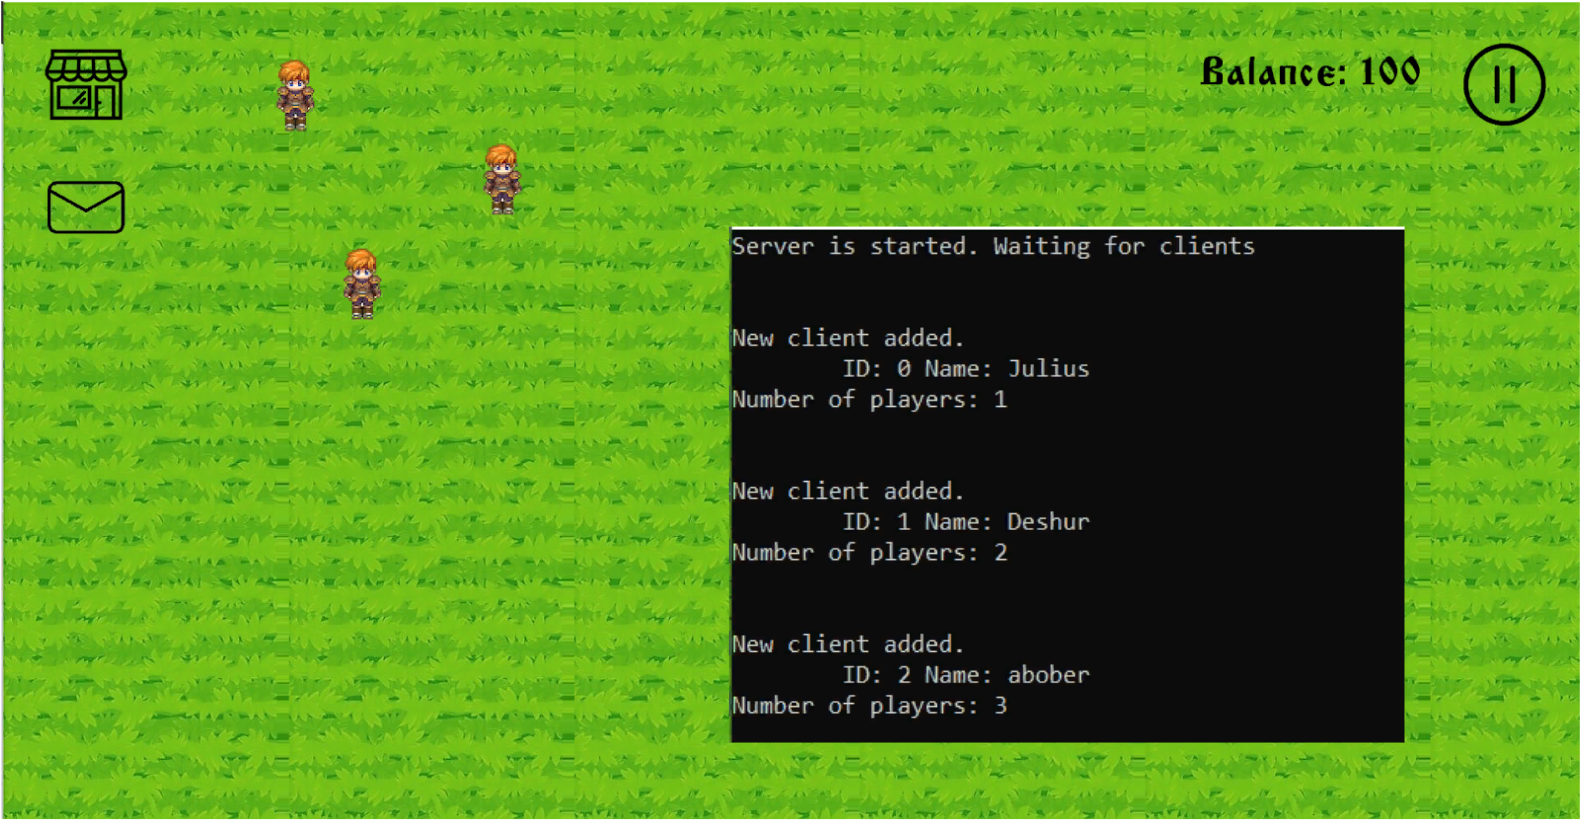 Balance: 100
Server is started. Waiting for clients
New client added.
ID: 0 Name: Julius
Number of players: 1
New client added.
ID: 1 Name: Deshur
Number of players: 2
New client added.
ID: 2 Name: abober
Number of players: 3